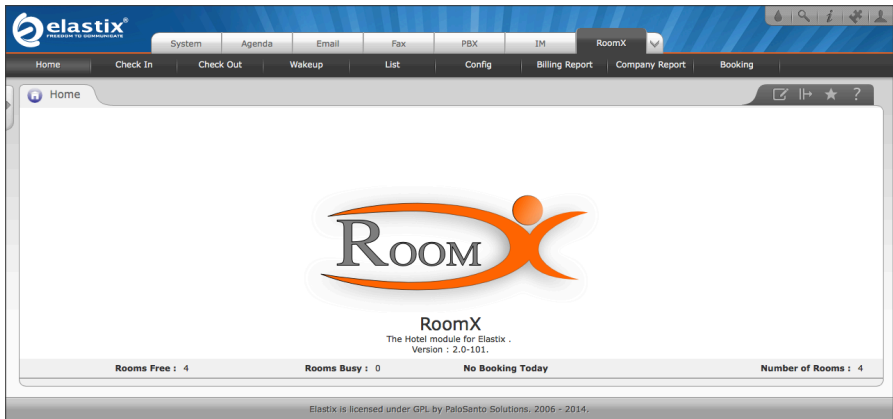 elastix®
FREEDOM TO COMMUNICATE
System Agenda Email Fax PBX IM RoomX
Home Check In Check Out Wakeup List Config Billing Report Company Report Booking
Home
ROOM X
RoomX
The Hotel module for Elastix .
Version : 2.0-101.
Rooms Free : 4 Rooms Busy : 0 No Booking Today Number of Rooms : 4
Elastix is licensed under GPL by PaloSanto Solutions. 2006 - 2014.